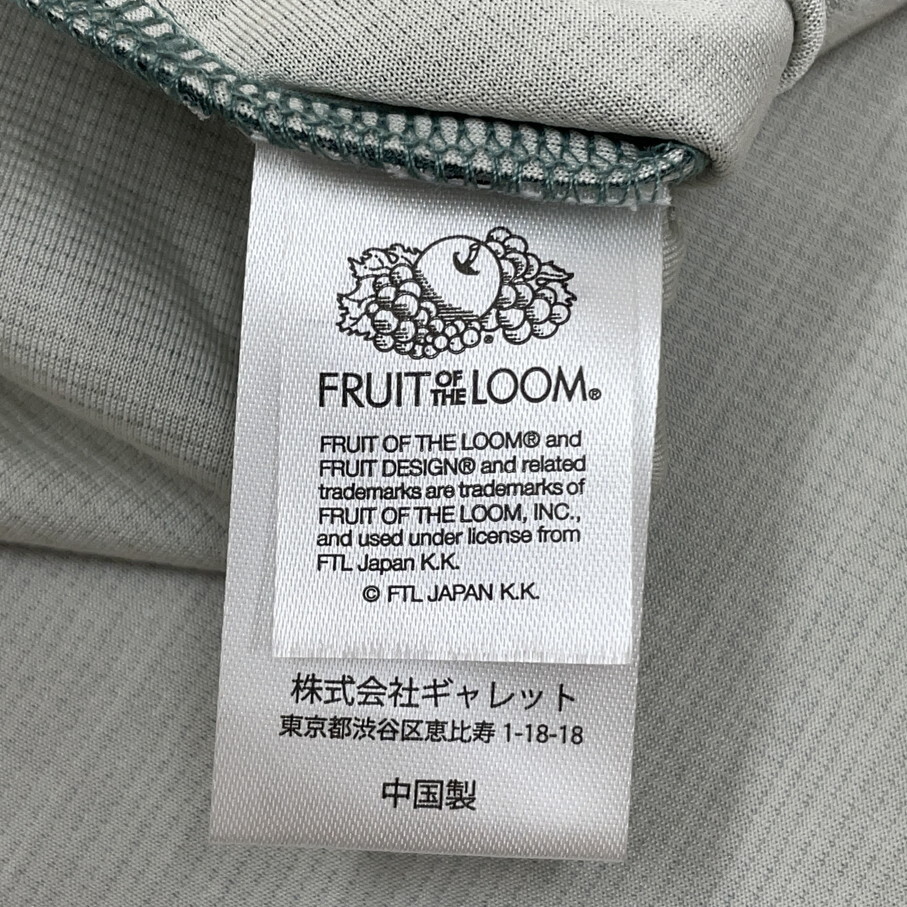 FRUIT OF THE LOOM®
FRUIT OF THE LOOM® and
FRUIT DESIGN® and related
trademarks are trademarks of
FRUIT OF THE LOOM, INC.,
and used under license from
FTL Japan K.K.
© FTL JAPAN K.K.
株式会社ギャレット
東京都渋谷区恵比寿 1-18-18
中国製